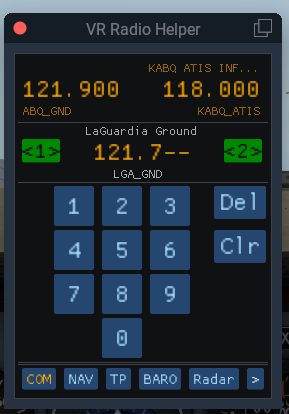 VR Radio Helper
KABQ ATIS INF...
121.900 118.000
ABQ_GND KABQ_ATIS
LaGuardia Ground
<1> 121.7-- <2>
LGA_GND
1 2 3 Del
4 5 6 Clr
7 8 9
0
COM NAV TP BARO Radar >